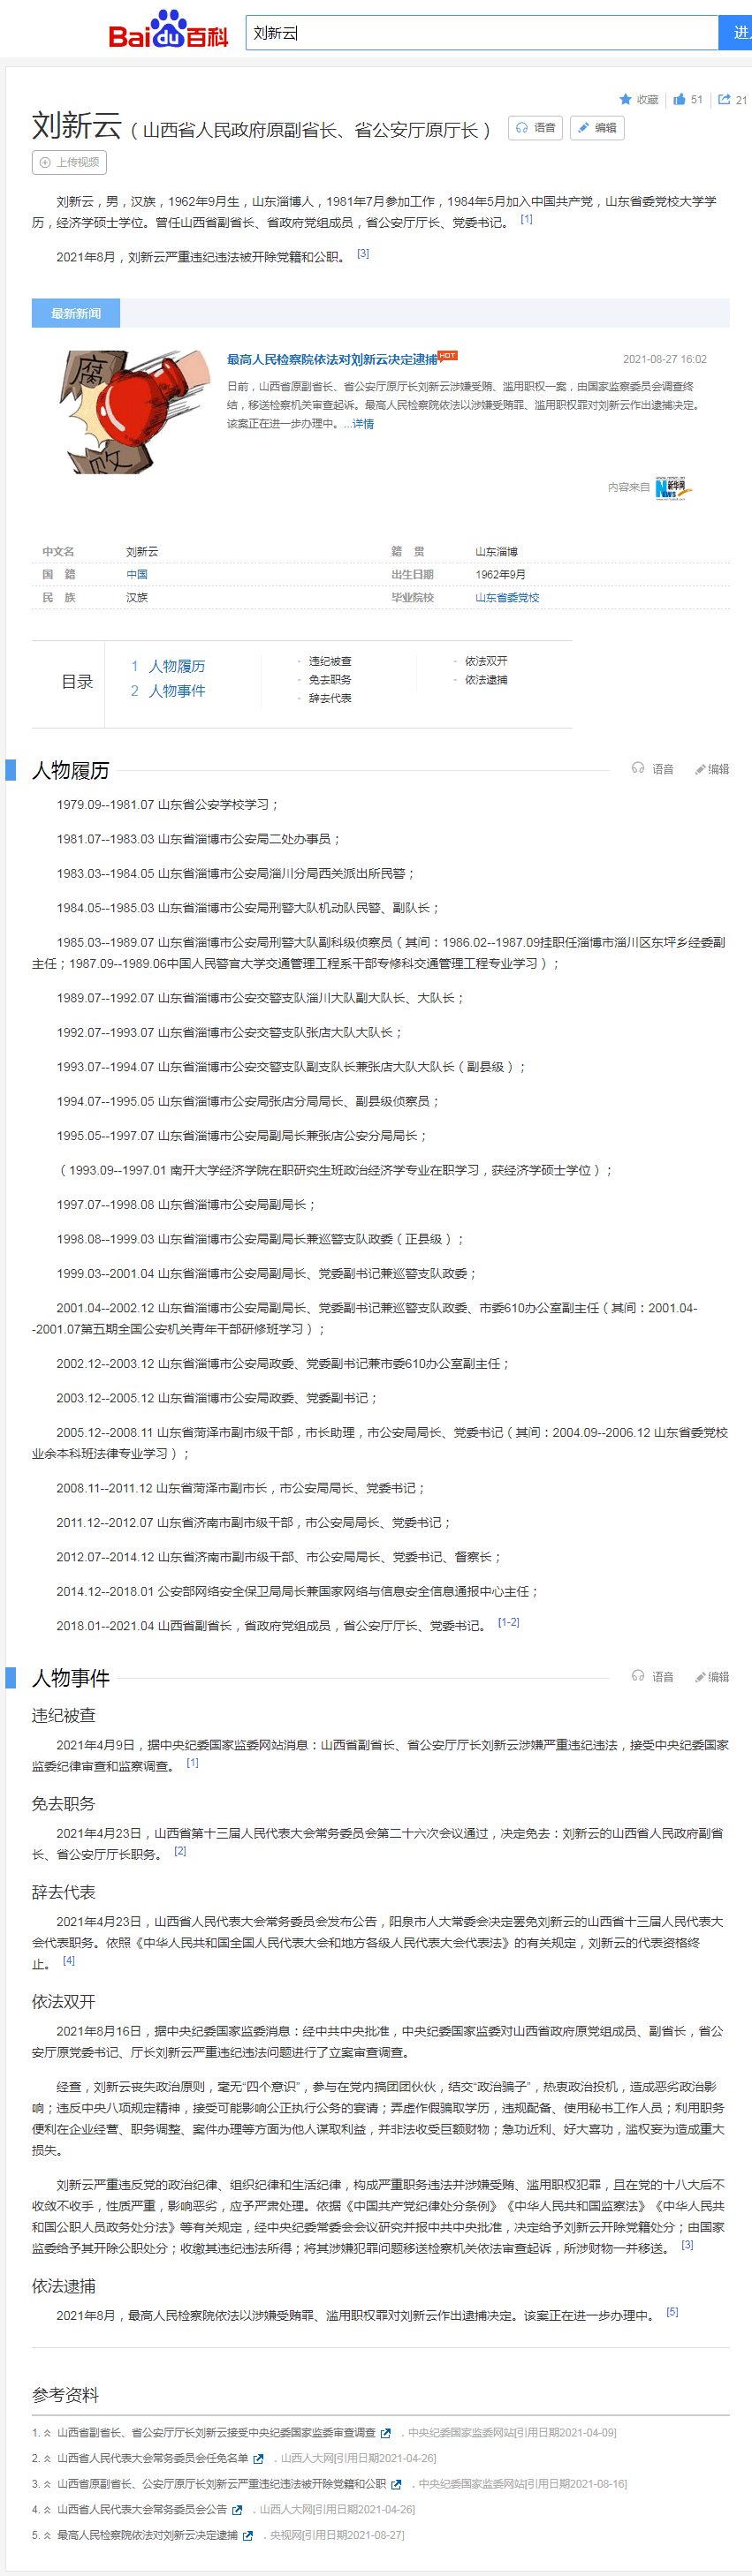 Bai du 百科
刘新云
进入
收藏 51 21
刘新云（山西省人民政府原副省长、省公安厅原厅长） 语音 编辑
上传视频
刘新云，男，汉族，1962年9月生，山东淄博人，1981年7月参加工作，1984年5月加入中国共产党，山东省委党校大学学
历，经济学硕士学位。曾任山西省副省长、省政府党组成员，省公安厅厅长、党委书记。 [1]
2021年8月，刘新云严重违纪违法被开除党籍和公职。 [3]
最新新闻
腐
败
最高人民检察院依法对刘新云决定逮捕 HOT 2021-08-27 16:02
日前，山西省原副省长、省公安厅原厅长刘新云涉嫌受贿、滥用职权一案，由国家监察委员会调查终
结，移送检察机关审查起诉。最高人民检察院依法以涉嫌受贿罪、滥用职权罪对刘新云作出逮捕决定。
该案正在进一步办理中。...详情
内容来自 News 新华网
中文名 刘新云 籍 贯 山东淄博
国 籍 中国 出生日期 1962年9月
民 族 汉族 毕业院校 山东省委党校
目录
1 人物履历
2 人物事件
- 违纪被查
- 免去职务
- 辞去代表
- 依法双开
- 依法逮捕
人物履历 语音 编辑
1979.09--1981.07 山东省公安学校学习；
1981.07--1983.03 山东省淄博市公安局二处办事员；
1983.03--1984.05 山东省淄博市公安局淄川分局西关派出所民警；
1984.05--1985.03 山东省淄博市公安局刑警大队机动队民警、副队长；
1985.03--1989.07 山东省淄博市公安局刑警大队副科级侦察员（其间：1986.02--1987.09挂职任淄博市淄川区东坪乡经委副
主任；1987.09--1989.06中国人民警官大学交通管理工程系干部专修科交通管理工程专业学习）；
1989.07--1992.07 山东省淄博市公安交警支队淄川大队副大队长、大队长；
1992.07--1993.07 山东省淄博市公安交警支队张店大队大队长；
1993.07--1994.07 山东省淄博市公安交警支队副支队长兼张店大队大队长（副县级）；
1994.07--1995.05 山东省淄博市公安局张店分局局长、副县级侦察员；
1995.05--1997.07 山东省淄博市公安局副局长兼张店公安分局局长；
（1993.09--1997.01 南开大学经济学院在职研究生班政治经济学专业在职学习，获经济学硕士学位）；
1997.07--1998.08 山东省淄博市公安局副局长；
1998.08--1999.03 山东省淄博市公安局副局长兼巡警支队政委（正县级）；
1999.03--2001.04 山东省淄博市公安局副局长、党委副书记兼巡警支队政委；
2001.04--2002.12 山东省淄博市公安局副局长、党委副书记兼巡警支队政委、市委610办公室副主任（其间：2001.04-
-2001.07第五期全国公安机关青年干部研修班学习）；
2002.12--2003.12 山东省淄博市公安局政委、党委副书记兼市委610办公室副主任；
2003.12--2005.12 山东省淄博市公安局政委、党委副书记；
2005.12--2008.11 山东省菏泽市副市级干部，市长助理，市公安局局长、党委书记（其间：2004.09--2006.12 山东省委党校
业余本科班法律专业学习）；
2008.11--2011.12 山东省菏泽市副市长，市公安局局长、党委书记；
2011.12--2012.07 山东省济南市副市级干部，市公安局局长、党委书记；
2012.07--2014.12 山东省济南市副市级干部、市公安局局长、党委书记、督察长；
2014.12--2018.01 公安部网络安全保卫局局长兼国家网络与信息安全信息通报中心主任；
2018.01--2021.04 山西省副省长，省政府党组成员，省公安厅厅长、党委书记。 [1-2]
人物事件 语音 编辑
违纪被查
2021年4月9日，据中央纪委国家监委网站消息：山西省副省长、省公安厅厅长刘新云涉嫌严重违纪违法，接受中央纪委国家
监委纪律审查和监察调查。 [1]
免去职务
2021年4月23日，山西省第十三届人民代表大会常务委员会第二十六次会议通过，决定免去：刘新云的山西省人民政府副省
长、省公安厅厅长职务。 [2]
辞去代表
2021年4月23日，山西省人民代表大会常务委员会发布公告，阳泉市人大常委会决定罢免刘新云的山西省十三届人民代表大
会代表职务。依照《中华人民共和国全国人民代表大会和地方各级人民代表大会代表法》的有关规定，刘新云的代表资格终
止。 [4]
依法双开
2021年8月16日，据中央纪委国家监委消息：经中共中央批准，中央纪委国家监委对山西省政府原党组成员、副省长，省公
安厅原党委书记、厅长刘新云严重违纪违法问题进行了立案审查调查。
经查，刘新云丧失政治原则，毫无“四个意识”，参与在党内搞团团伙伙，结交“政治骗子”，热衷政治投机，造成恶劣政治影
响；违反中央八项规定精神，接受可能影响公正执行公务的宴请；弄虚作假骗取学历，违规配备、使用秘书工作人员；利用职务
便利在企业经营、职务调整、案件办理等方面为他人谋取利益，并非法收受巨额财物；急功近利、好大喜功，滥权妄为造成重大
损失。
刘新云严重违反党的政治纪律、组织纪律和生活纪律，构成严重职务违法并涉嫌受贿、滥用职权犯罪，且在党的十八大后不
收敛不收手，性质严重，影响恶劣，应予严肃处理。依据《中国共产党纪律处分条例》《中华人民共和国监察法》《中华人民共
和国公职人员政务处分法》等有关规定，经中央纪委常委会会议研究并报中共中央批准，决定给予刘新云开除党籍处分；由国家
监委给予其开除公职处分；收缴其违纪违法所得；将其涉嫌犯罪问题移送检察机关依法审查起诉，所涉财物一并移送。 [3]
依法逮捕
2021年8月，最高人民检察院依法以涉嫌受贿罪、滥用职权罪对刘新云作出逮捕决定。该案正在进一步办理中。 [5]
参考资料
1. 山西省副省长、省公安厅厅长刘新云接受中央纪委国家监委审查调查 ．中央纪委国家监委网站[引用日期2021-04-09]
2. 山西省人民代表大会常务委员会任免名单 ．山西人大网[引用日期2021-04-26]
3. 山西省原副省长、公安厅原厅长刘新云严重违纪违法被开除党籍和公职 ．中央纪委国家监委网站[引用日期2021-08-16]
4. 山西省人民代表大会常务委员会公告 ．山西人大网[引用日期2021-04-26]
5. 最高人民检察院依法对刘新云决定逮捕 ．央视网[引用日期2021-08-27]